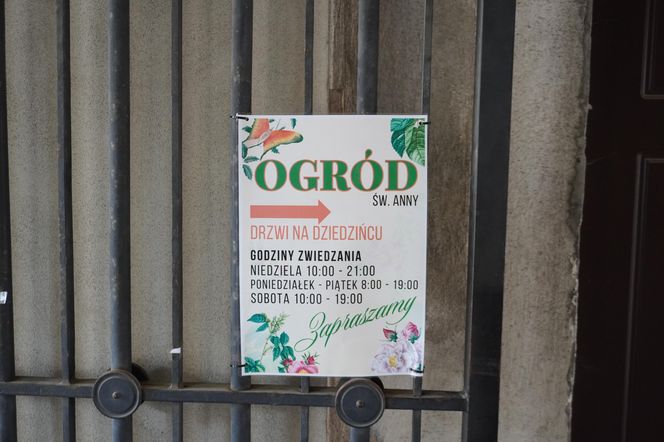 OGRÓD
ŚW. ANNY
DRZWI NA DZIEDZIŃCU
GODZINY ZWIEDZANIA
NIEDZIELA 10:00 - 21:00
PONIEDZIAŁEK - PIĄTEK 8:00 - 19:00
SOBOTA 10:00 - 19:00
Zapraszamy